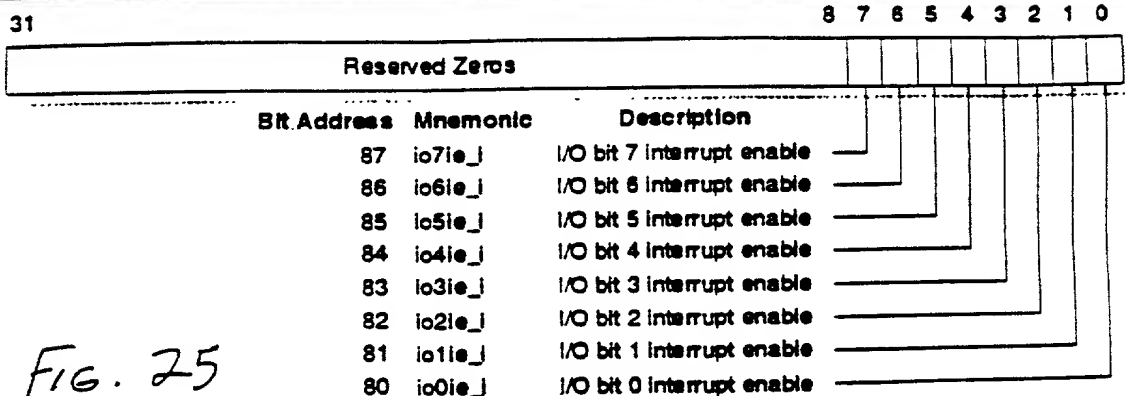 31 8 7 6 5 4 3 2 1 0
Reserved Zeros
Bit Address Mnemonic Description
87 io7ie_i I/O bit 7 interrupt enable
86 io6ie_i I/O bit 6 interrupt enable
85 io5ie_i I/O bit 5 interrupt enable
84 io4ie_i I/O bit 4 interrupt enable
83 io3ie_i I/O bit 3 interrupt enable
82 io2ie_i I/O bit 2 interrupt enable
81 io1ie_i I/O bit 1 interrupt enable
80 io0ie_i I/O bit 0 interrupt enable
FIG. 25